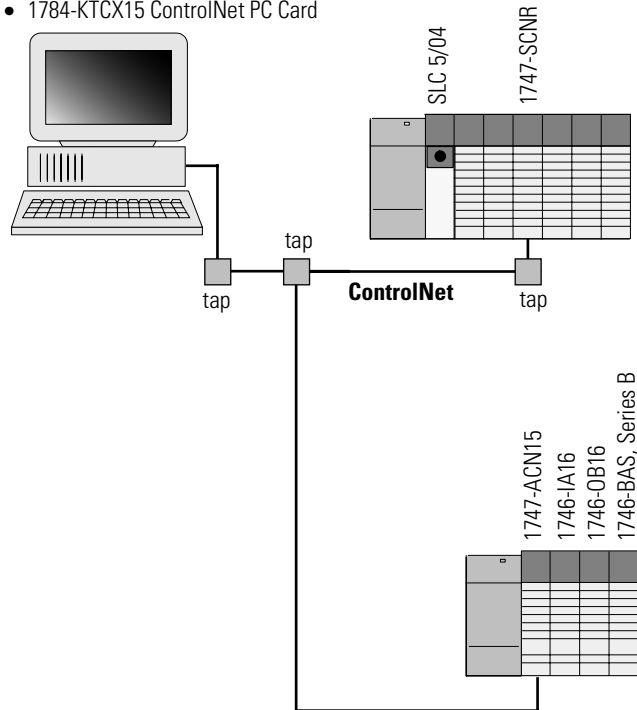 • 1784-KTCX15 ControlNet PC Card
SLC 5/04
1747-SCNR
tap
tap
ControlNet
tap
1747-ACN15
1746-IA16
1746-OB16
1746-BAS, Series B